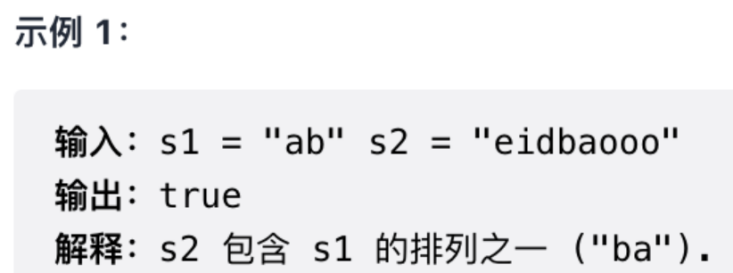 示例 1：
输入: s1 = "ab" s2 = "eidbaooo"
输出: true
解释: s2 包含 s1 的排列之一 ("ba").